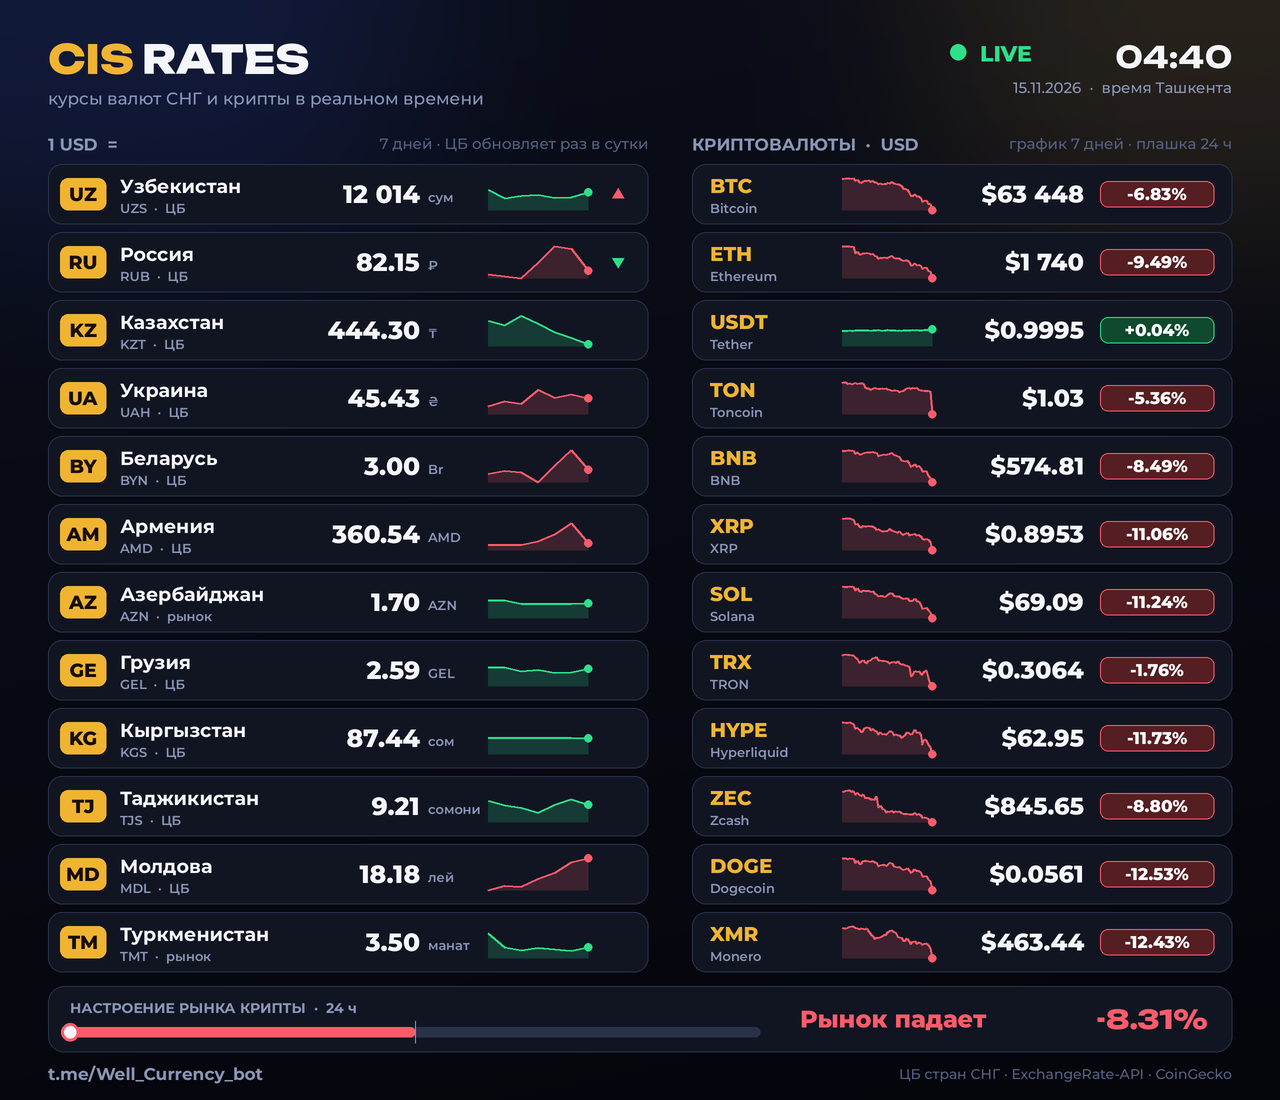 CIS RATES
курсы валют СНГ и крипты в реальном времени
LIVE
04:40
15.11.2026 · время Ташкента
1 USD =
7 дней · ЦБ обновляет раз в сутки
UZ
Узбекистан
UZS · ЦБ
12 014 сум
RU
Россия
RUB · ЦБ
82.15 ₽
KZ
Казахстан
KZT · ЦБ
444.30 ₸
UA
Украина
UAH · ЦБ
45.43 ₴
BY
Беларусь
BYN · ЦБ
3.00 Br
AM
Армения
AMD · ЦБ
360.54 AMD
AZ
Азербайджан
AZN · рынок
1.70 AZN
GE
Грузия
GEL · ЦБ
2.59 GEL
KG
Кыргызстан
KGS · ЦБ
87.44 сом
TJ
Таджикистан
TJS · ЦБ
9.21 сомони
MD
Молдова
MDL · ЦБ
18.18 лей
TM
Туркменистан
TMT · рынок
3.50 манат
КРИПТОВАЛЮТЫ · USD
график 7 дней · плашка 24 ч
BTC
Bitcoin
$63 448
-6.83%
ETH
Ethereum
$1 740
-9.49%
USDT
Tether
$0.9995
+0.04%
TON
Toncoin
$1.03
-5.36%
BNB
BNB
$574.81
-8.49%
XRP
XRP
$0.8953
-11.06%
SOL
Solana
$69.09
-11.24%
TRX
TRON
$0.3064
-1.76%
HYPE
Hyperliquid
$62.95
-11.73%
ZEC
Zcash
$845.65
-8.80%
DOGE
Dogecoin
$0.0561
-12.53%
XMR
Monero
$463.44
-12.43%
НАСТРОЕНИЕ РЫНКА КРИПТЫ · 24 ч
Рынок падает
-8.31%
t.me/Well_Currency_bot
ЦБ стран СНГ · ExchangeRate-API · CoinGecko